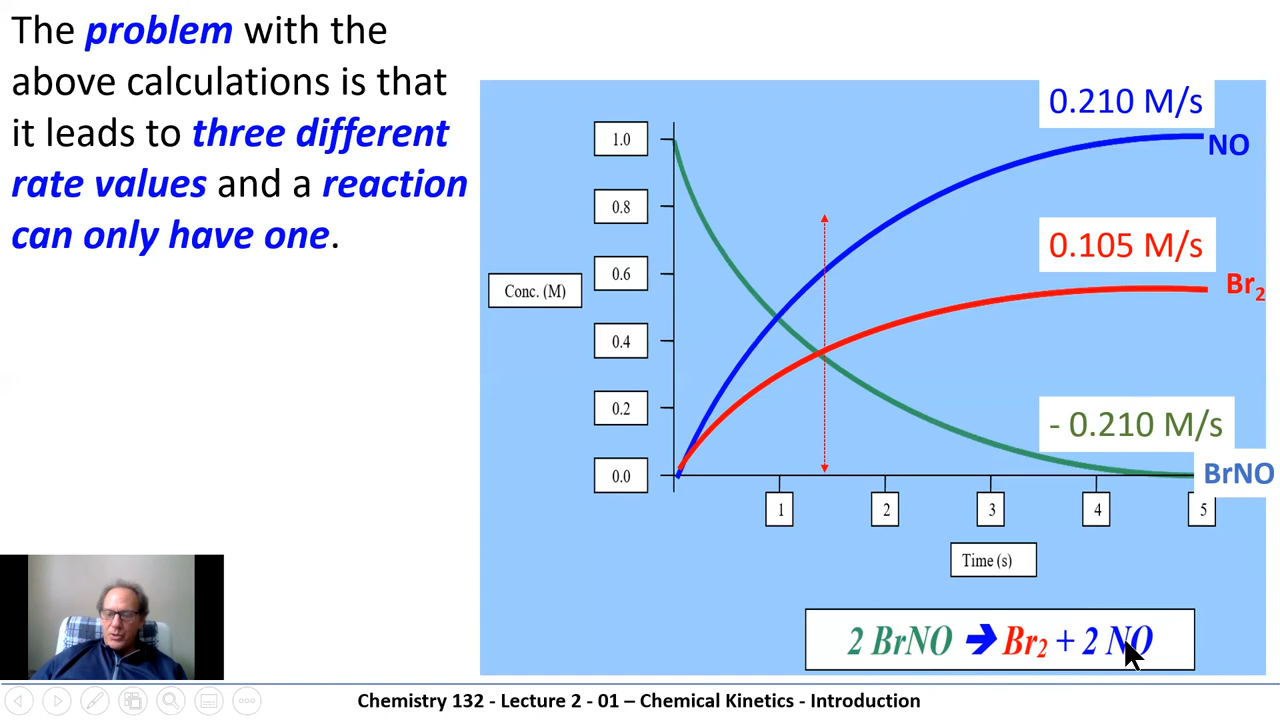 The problem with the
above calculations is that
it leads to three different
rate values and a reaction
can only have one.
0.210 M/s
NO
1.0
0.8
0.105 M/s
0.6
Br2
Conc. (M)
0.4
0.2
- 0.210 M/s
0.0
BrNO
1
2
3
4
5
Time (s)
2 BrNO 🡺 Br2 + 2 NO
Chemistry 132 - Lecture 2 - 01 – Chemical Kinetics - Introduction